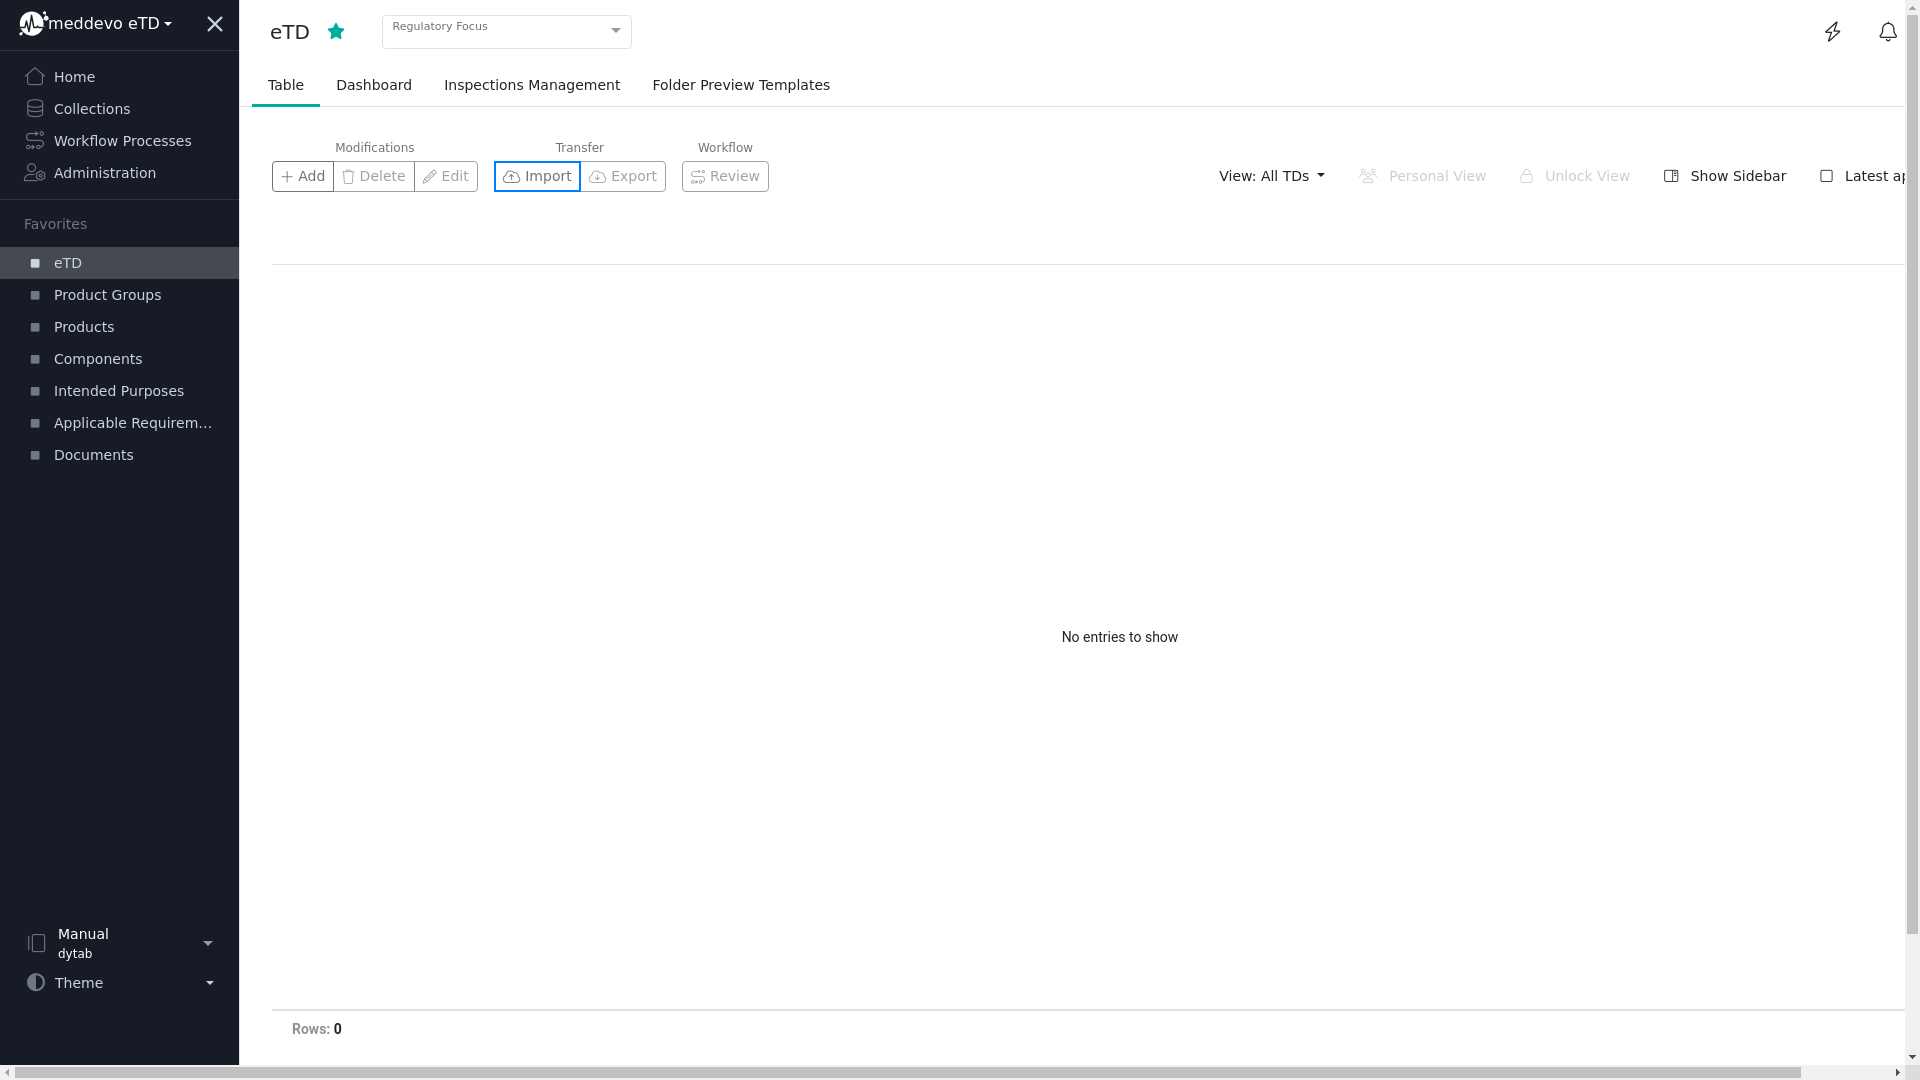 meddevo eTD
Home
Collections
Workflow Processes
Administration
Favorites
eTD
Product Groups
Products
Components
Intended Purposes
Applicable Requirem...
Documents
Manual
dytab
Theme
eTD
Regulatory Focus
Table
Dashboard
Inspections Management
Folder Preview Templates
Modifications
Transfer
Workflow
Add
Delete
Edit
Import
Export
Review
View: All TDs
Personal View
Unlock View
Show Sidebar
Latest ap
No entries to show
Rows: 0